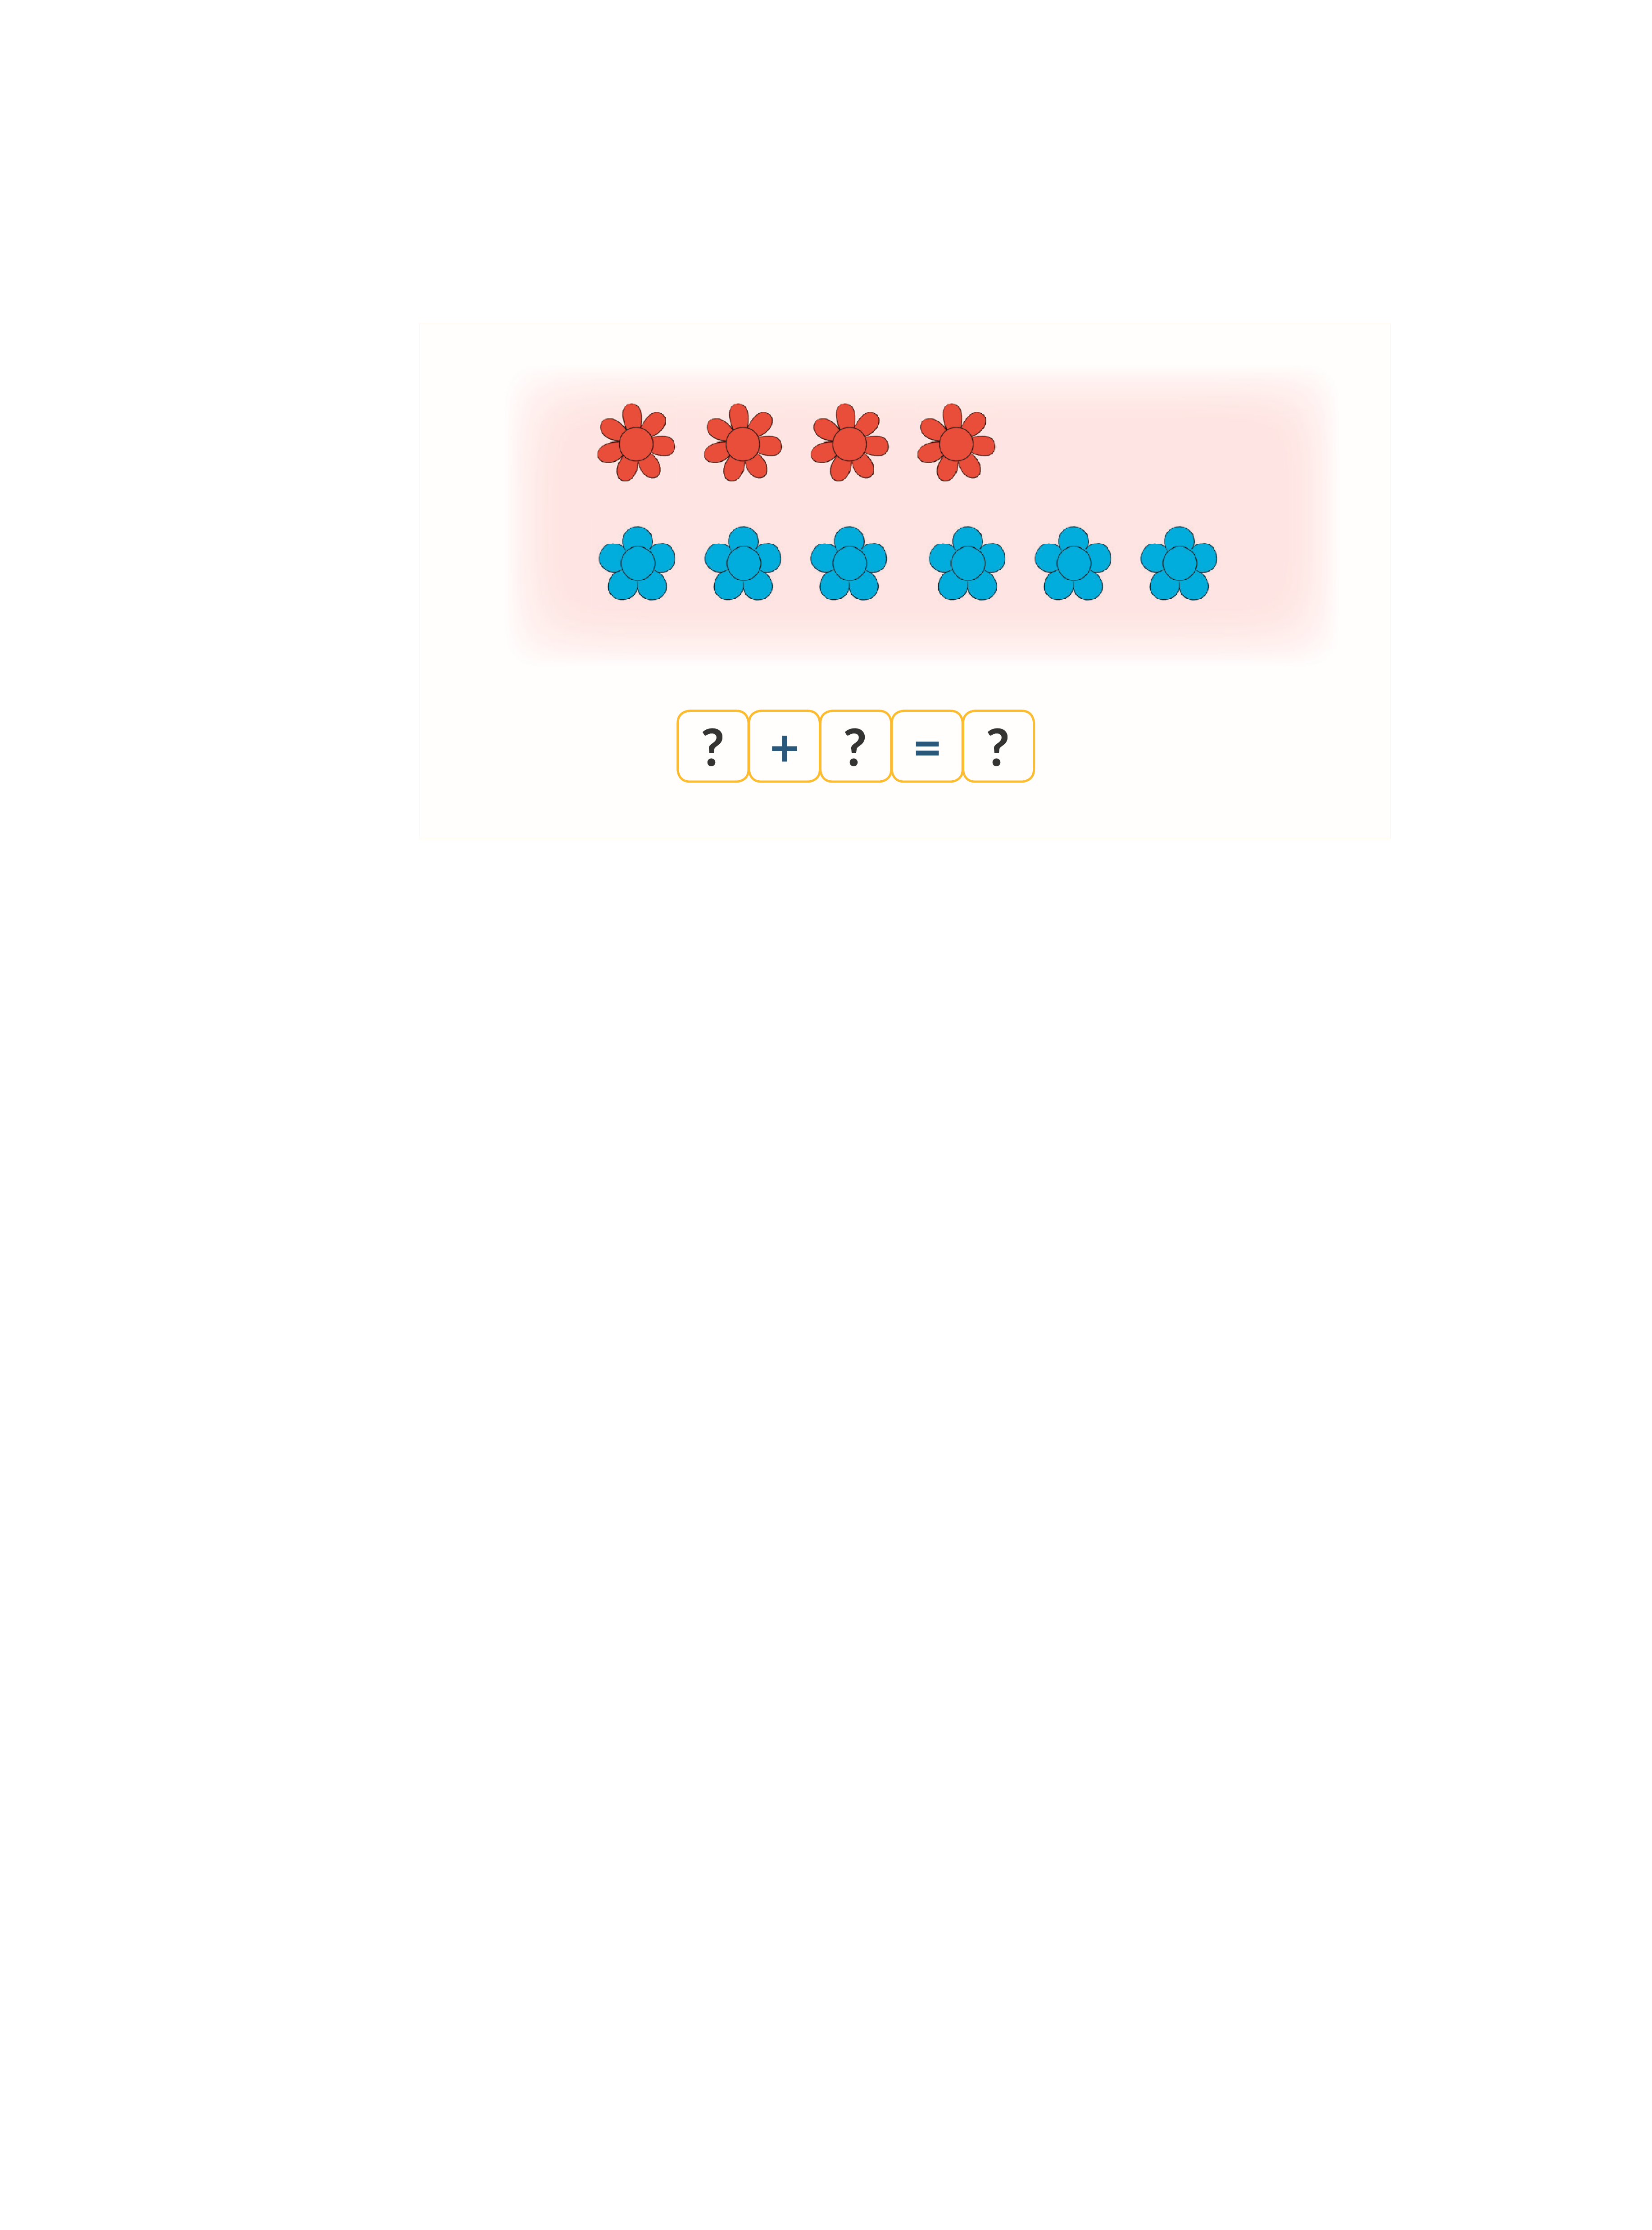 ? + ? = ?